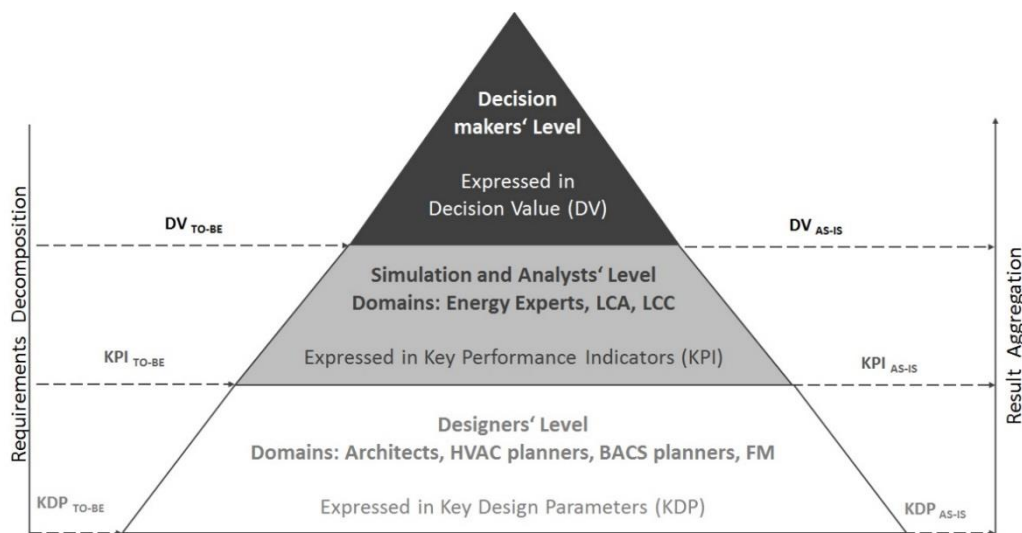 Decision
makers‘ Level
Expressed in
Decision Value (DV)
DV TO-BE
DV AS-IS
Simulation and Analysts‘ Level
Domains: Energy Experts, LCA, LCC
Expressed in Key Performance Indicators (KPI)
KPI TO-BE
KPI AS-IS
Designers‘ Level
Domains: Architects, HVAC planners, BACS planners, FM
Expressed in Key Design Parameters (KDP)
KDP TO-BE
KDP AS-IS
Requirements Decomposition
Result Aggregation